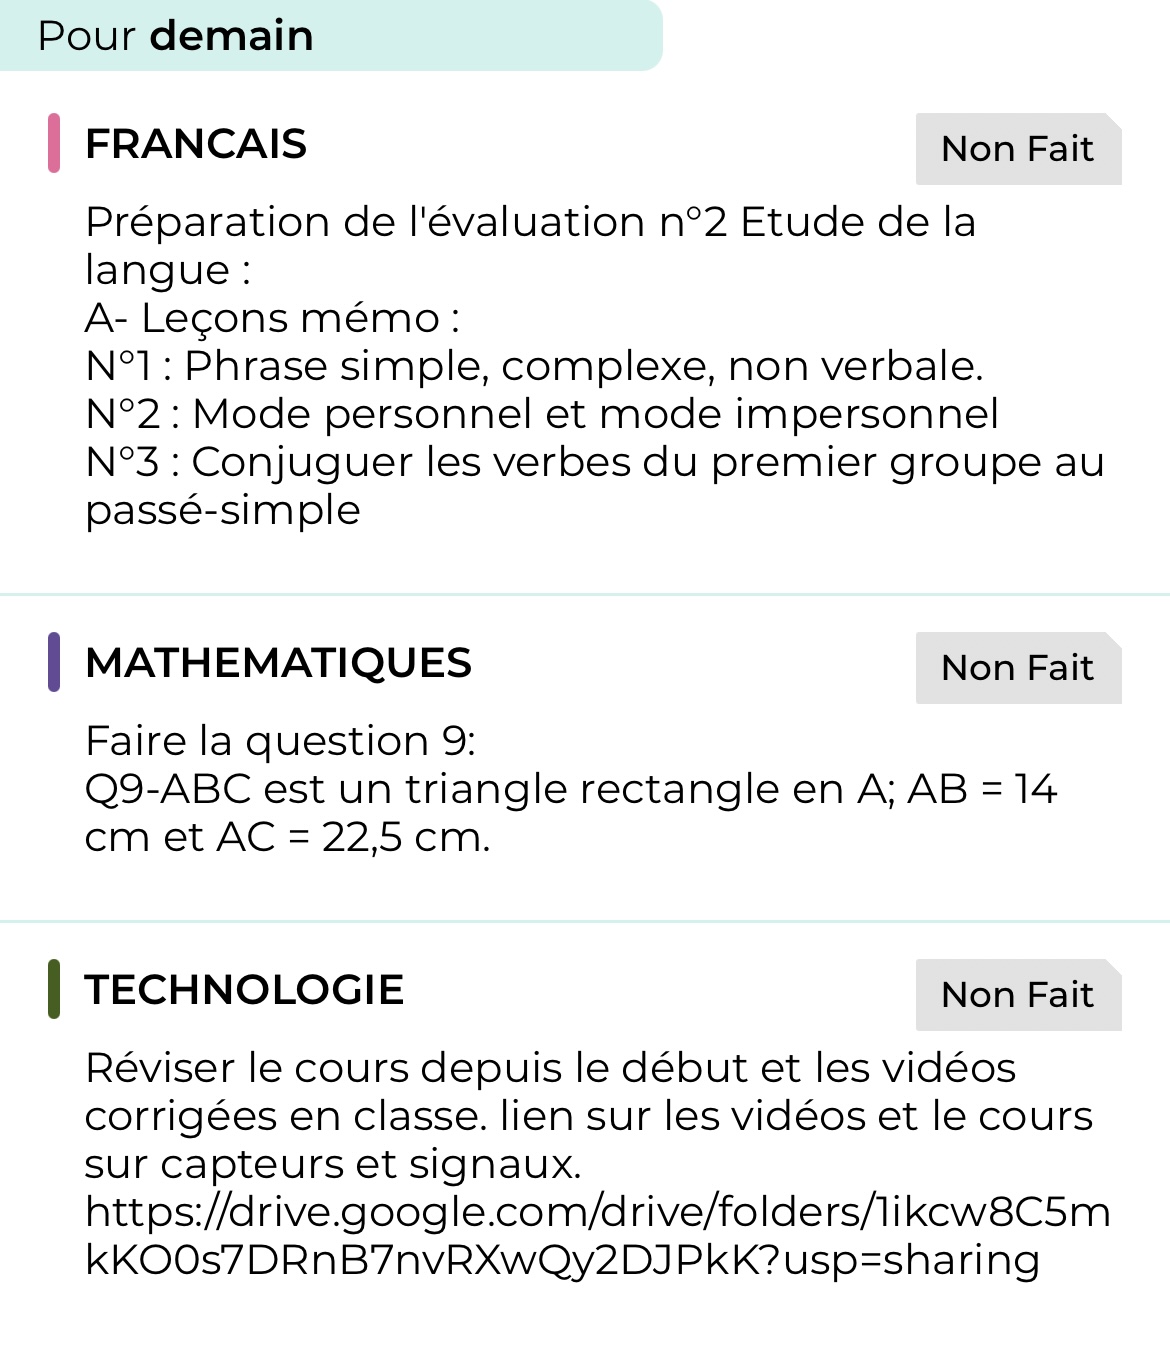 Pour demain
FRANCAIS
Non Fait
Préparation de l'évaluation n°2 Etude de la
langue :
A- Leçons mémo :
N°1 : Phrase simple, complexe, non verbale.
N°2 : Mode personnel et mode impersonnel
N°3 : Conjuguer les verbes du premier groupe au
passé-simple
MATHEMATIQUES
Non Fait
Faire la question 9:
Q9-ABC est un triangle rectangle en A; AB = 14
cm et AC = 22,5 cm.
TECHNOLOGIE
Non Fait
Réviser le cours depuis le début et les vidéos
corrigées en classe. lien sur les vidéos et le cours
sur capteurs et signaux.
https://drive.google.com/drive/folders/1ikcw8C5m
kKO0s7DRnB7nvRXwQy2DJPkK?usp=sharing